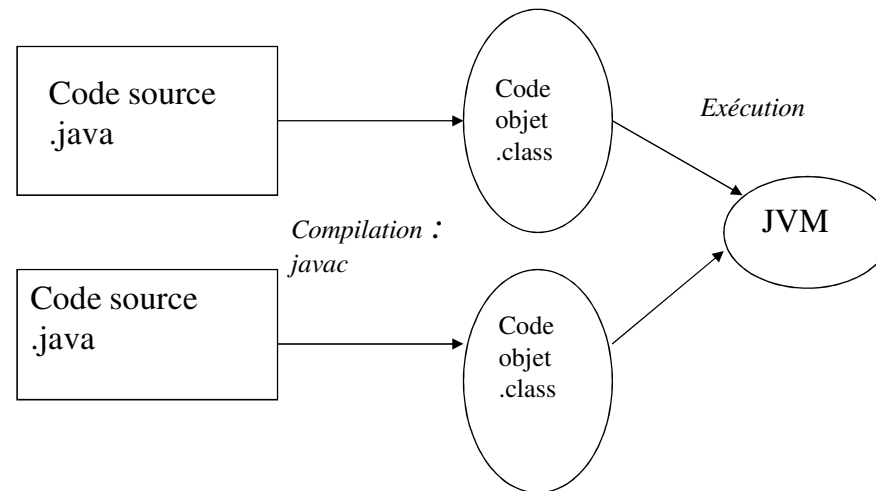 Code source
.java
Code
objet
.class
Exécution
JVM
Compilation :
javac
Code source
.java
Code
objet
.class